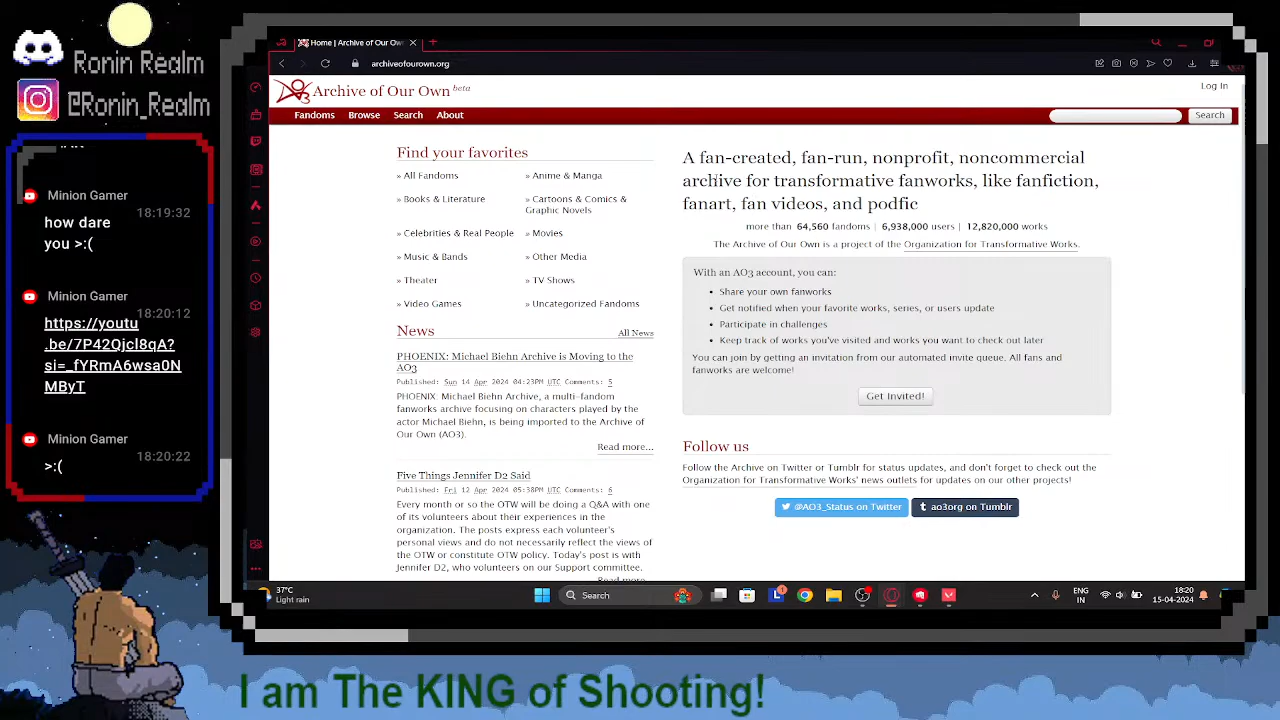 Ronin Realm
@Ronin_Realm
Minion Gamer
18:19:32
how dare
you >:(
Minion Gamer
18:20:12
https://youtu
.be/7P42Qjcl8qA?
si=_fYRmA6wsa0N
MByT
Minion Gamer
18:20:22
>:(
Home | Archive of Our Own
archiveofourown.org
Archive of Our Own beta
Log In
Fandoms Browse Search About
Search
Find your favorites
» All Fandoms
» Anime & Manga
» Books & Literature
» Cartoons & Comics &
Graphic Novels
» Celebrities & Real People
» Movies
» Music & Bands
» Other Media
» Theater
» TV Shows
» Video Games
» Uncategorized Fandoms
News
All News
PHOENIX: Michael Biehn Archive is Moving to the
AO3
Published: Sun 14 Apr 2024 04:23PM UTC Comments: 5
PHOENIX: Michael Biehn Archive, a multi-fandom
fanworks archive focusing on characters played by the
actor Michael Biehn, is being imported to the Archive of
Our Own (AO3).
Read more...
Five Things Jennifer D2 Said
Published: Fri 12 Apr 2024 05:38PM UTC Comments: 6
Every month or so the OTW will be doing a Q&A with one
of its volunteers about their experiences in the
organization. The posts express each volunteer's
personal views and do not necessarily reflect the views of
the OTW or constitute OTW policy. Today's post is with
Jennifer D2, who volunteers on our Support committee.
Read more
A fan-created, fan-run, nonprofit, noncommercial
archive for transformative fanworks, like fanfiction,
fanart, fan videos, and podfic
more than 64,560 fandoms | 6,938,000 users | 12,820,000 works
The Archive of Our Own is a project of the Organization for Transformative Works.
With an AO3 account, you can:
• Share your own fanworks
• Get notified when your favorite works, series, or users update
• Participate in challenges
• Keep track of works you've visited and works you want to check out later
You can join by getting an invitation from our automated invite queue. All fans and
fanworks are welcome!
Get Invited!
Follow us
Follow the Archive on Twitter or Tumblr for status updates, and don't forget to check out the
Organization for Transformative Works' news outlets for updates on our other projects!
@AO3_Status on Twitter
ao3org on Tumblr
37°C
Light rain
Search
ENG
IN
18:20
15-04-2024
I am The KING of Shooting!